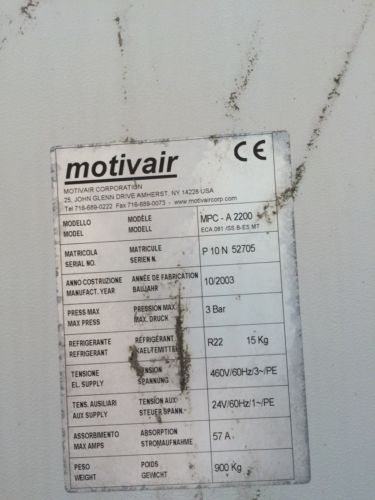 motivair CE
MOTIVAIR CORPORATION
25, JOHN GLENN DRIVE AMHERST, NY 14228 USA
Tel 716-689-0222 Fax 716-689-0073 - www.motivaircorp.com
MODELLO MODÈLE MPC - A 2200
MODEL MODELL ECA.081 /SS.B-ES.MT
MATRICOLA MATRICULE P 10 N 52705
SERIAL NO. SERIEN N.
ANNO COSTRUZIONE ANNÉE DE FABRICATION 10/2003
MANUFACT. YEAR BAUJAHR
PRESS MAX PRESSION MAX 3 Bar
MAX PRESS MAX. DRUCK
REFRIGERANTE RÉFRIGÉRANT R22 15 Kg
REFRIGERANT KAELTEMITTEL
TENSIONE TENSION 460V/60Hz/3~/PE
EL. SUPPLY SPANNUNG
TENS. AUSILIARI TENSION AUX 24V/60Hz/1~/PE
AUX SUPPLY STEUER SPANN.
ASSORBIMENTO ABSORPTION 57 A
MAX AMPS STROMAUFNAHME
PESO POIDS 900 Kg
WEIGHT GEWICHT